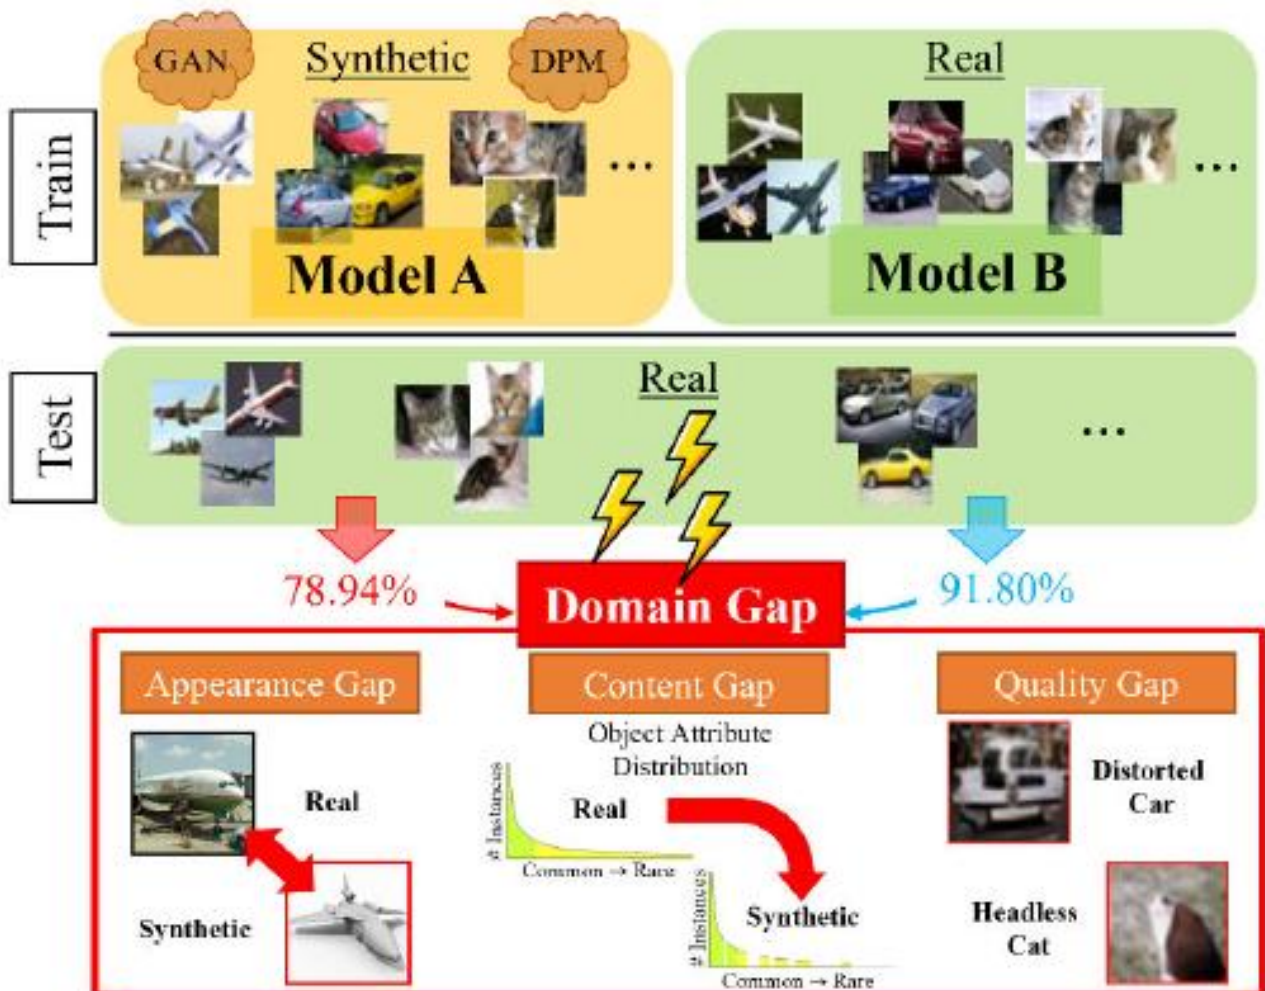 GAN
Synthetic
DPM
Real
Train
...
...
Model A
Model B
Test
Real
...
78.94%
Domain Gap
91.80%
Appearance Gap
Content Gap
Quality Gap
Object Attribute
Distribution
Real
# Instances
Real
Common → Rare
Distorted
Car
Synthetic
# Instances
Synthetic
Common → Rare
Headless
Cat